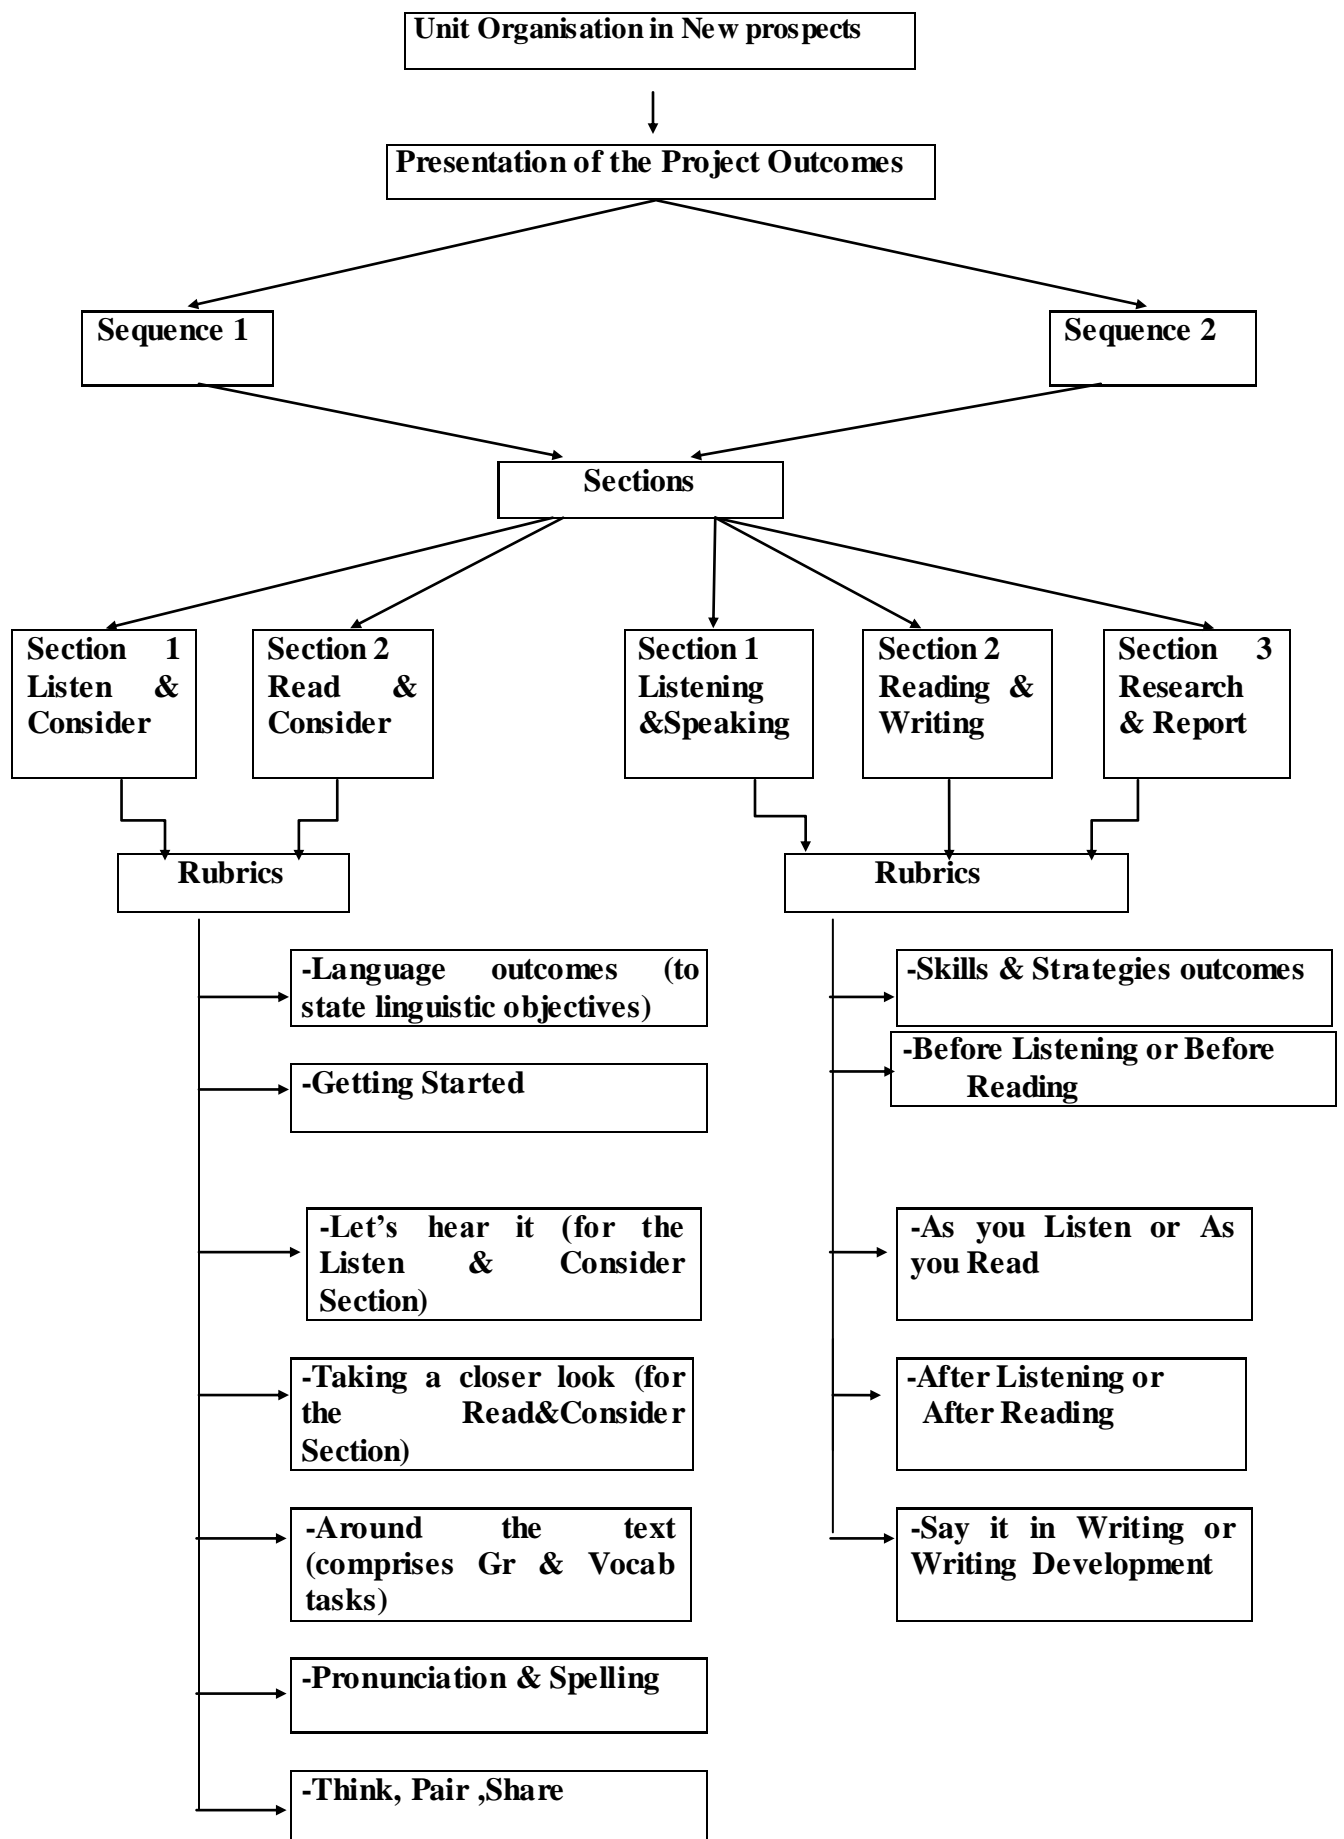 Unit Organisation in New prospects
Presentation of the Project Outcomes
Sequence 1
Sequence 2
Sections
Section 1
Listen &
Consider
Section 2
Read &
Consider
Section 1
Listening
&Speaking
Section 2
Reading &
Writing
Section 3
Research
& Report
Rubrics
Rubrics
-Language outcomes (to
state linguistic objectives)
-Getting Started
-Let's hear it (for the
Listen & Consider
Section)
-Taking a closer look (for
the Read&Consider
Section)
-Around the text
(comprises Gr & Vocab
tasks)
-Pronunciation & Spelling
-Think, Pair ,Share
-Skills & Strategies outcomes
-Before Listening or Before
Reading
-As you Listen or As
you Read
-After Listening or
After Reading
-Say it in Writing or
Writing Development